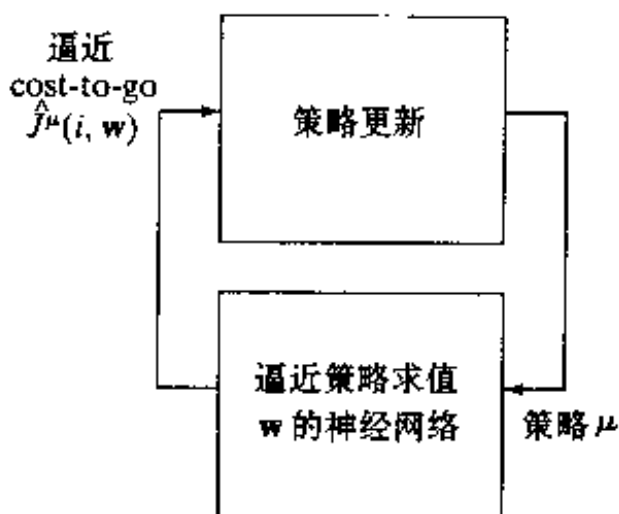 逼近
cost-to-go
Ĵ^μ(i, w)
策略更新
逼近策略求值
w 的神经网络
策略 μ